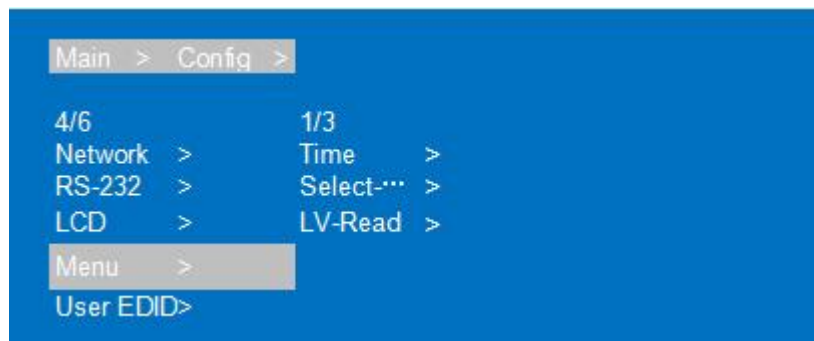 Main > Config >
4/6 1/3
Network > Time >
RS-232 > Select-··· >
LCD > LV-Read >
Menu >
User EDID>